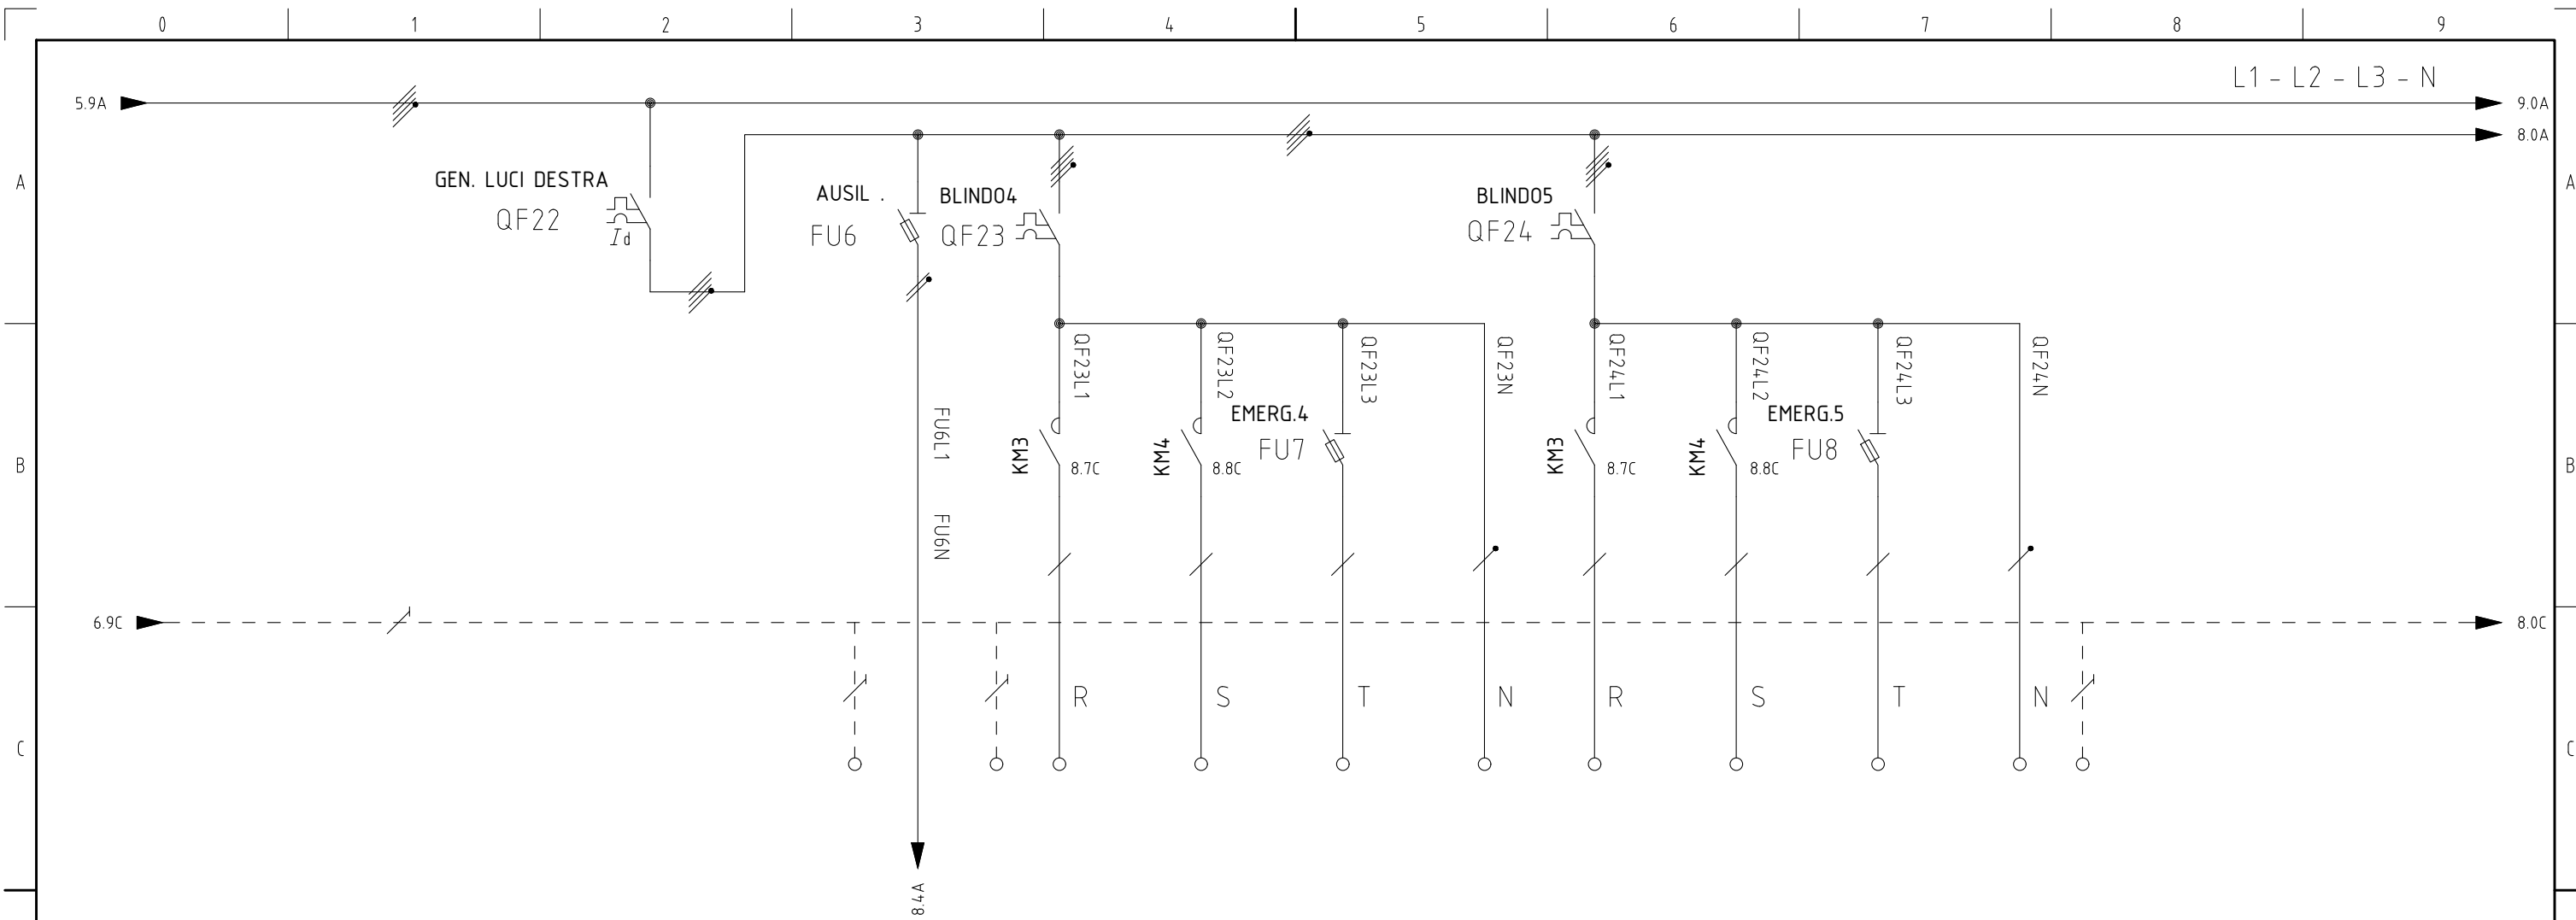 0 1 2 3 4 5 6 7 8 9
L1 - L2 - L3 - N
5.9A 9.0A
8.0A
A GEN. LUCI DESTRA AUSIL . BLINDO4 BLINDO5 A
QF22 FU6 QF23 QF24
Id
QF23L1 QF23L2 QF23L3 QF23N QF24L1 QF24L2 QF24L3 QF24N
EMERG.4 EMERG.5
FU6L1 FU7 FU8
B KM3 8.7C KM4 8.8C KM3 8.7C KM4 8.8C B
FU6N
6.9C 8.0C
R S T N R S T N
C C
8.4A